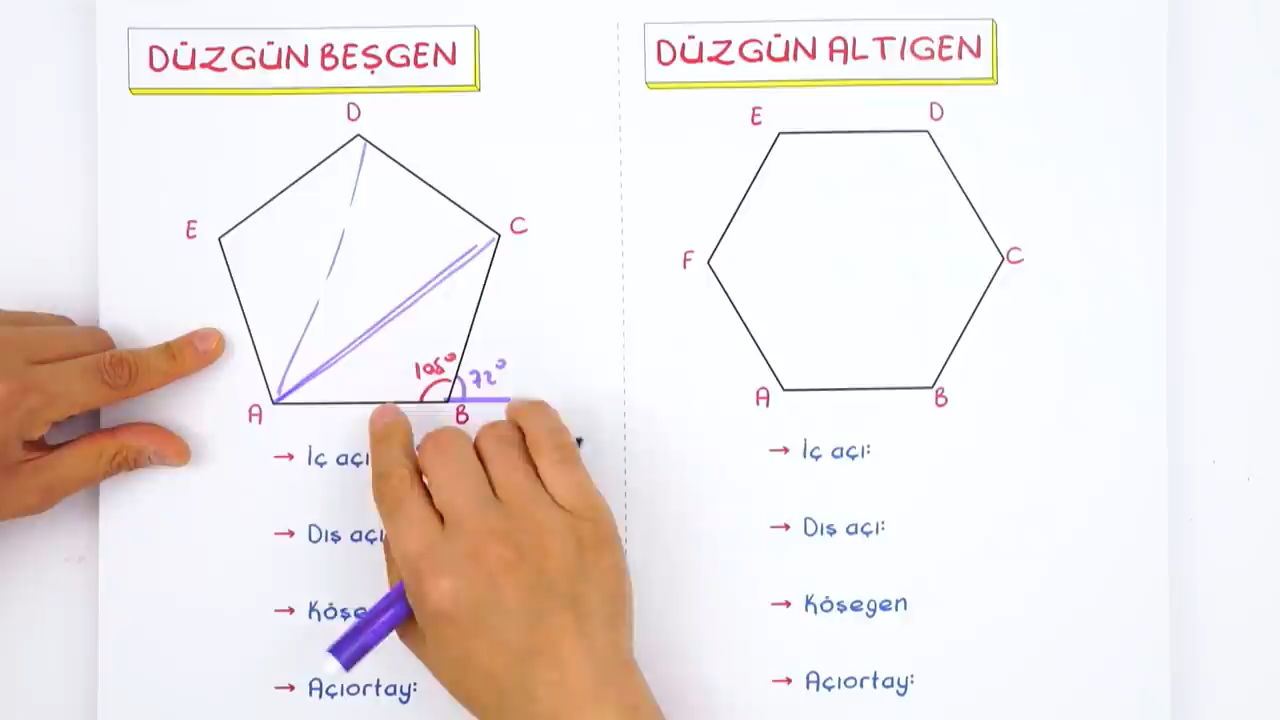 DÜZGÜN BEŞGEN
D
E
C
108°
72°
A
B
→ İç açı
→ Dış açı
→ Köşe
→ Açıortay:
DÜZGÜN ALTIGEN
E
D
F
C
A
B
→ İç açı:
→ Dış açı:
→ Köşegen
→ Açıortay: